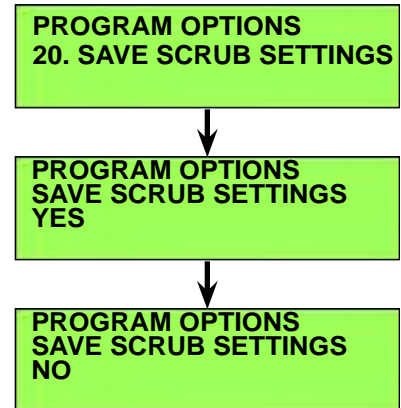 PROGRAM OPTIONS
20. SAVE SCRUB SETTINGS
PROGRAM OPTIONS
SAVE SCRUB SETTINGS
YES
PROGRAM OPTIONS
SAVE SCRUB SETTINGS
NO